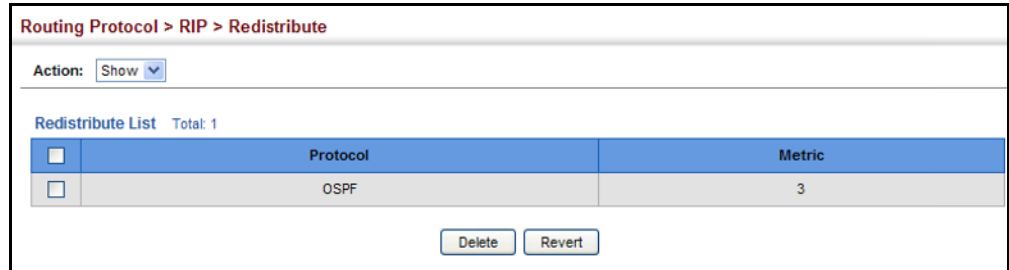 Routing Protocol > RIP > Redistribute
Action: Show
Redistribute List Total: 1
Protocol Metric
OSPF 3
Delete Revert